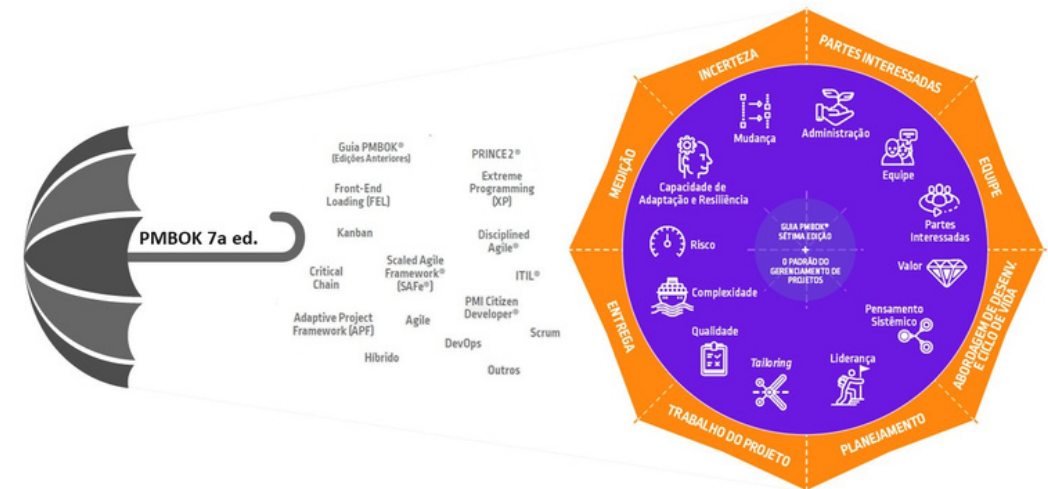 PMBOK 7a ed.
Guia PMBOK®
(Edições Anteriores)
PRINCE2®
Front-End
Loading (FEL)
Extreme
Programming
(XP)
Kanban
Disciplined
Agile®
Critical
Chain
Scaled Agile
Framework®
(SAFe®)
ITIL®
PMI Citizen
Developer®
Adaptive Project
Framework (APF)
Agile
Scrum
DevOps
Híbrido
Outros
INCERTEZA
PARTES INTERESSADAS
EQUIPE
ABORDAGEM DE DESENV.
E CICLO DE VIDA
PLANEJAMENTO
TRABALHO DO PROJETO
ENTREGA
MEDIÇÃO
Mudança
Administração
Equipe
Partes
Interessadas
Valor
Pensamento
Sistêmico
Liderança
Tailoring
Qualidade
Complexidade
Risco
Capacidade de
Adaptação e Resiliência
GUIA PMBOK®
SÉTIMA EDIÇÃO
+
O PADRÃO DO
GERENCIAMENTO DE
PROJETOS